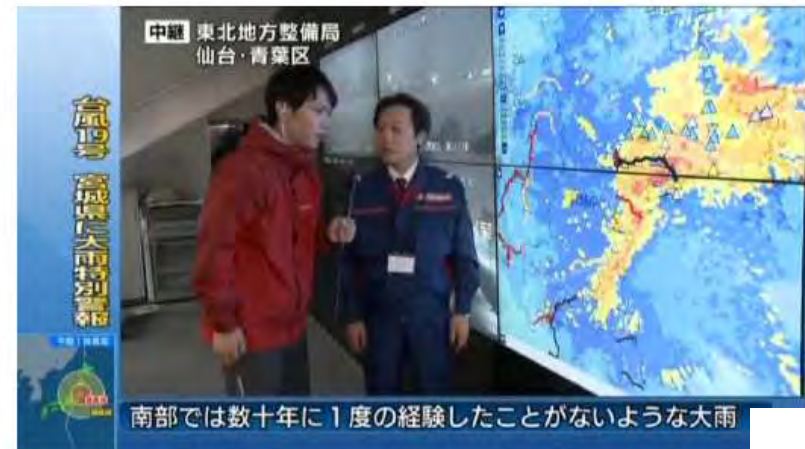 中継 東北地方整備局
仙台・青葉区
台風19号 宮城県に大雨特別警報
南部では数十年に1度の経験したことがないような大雨